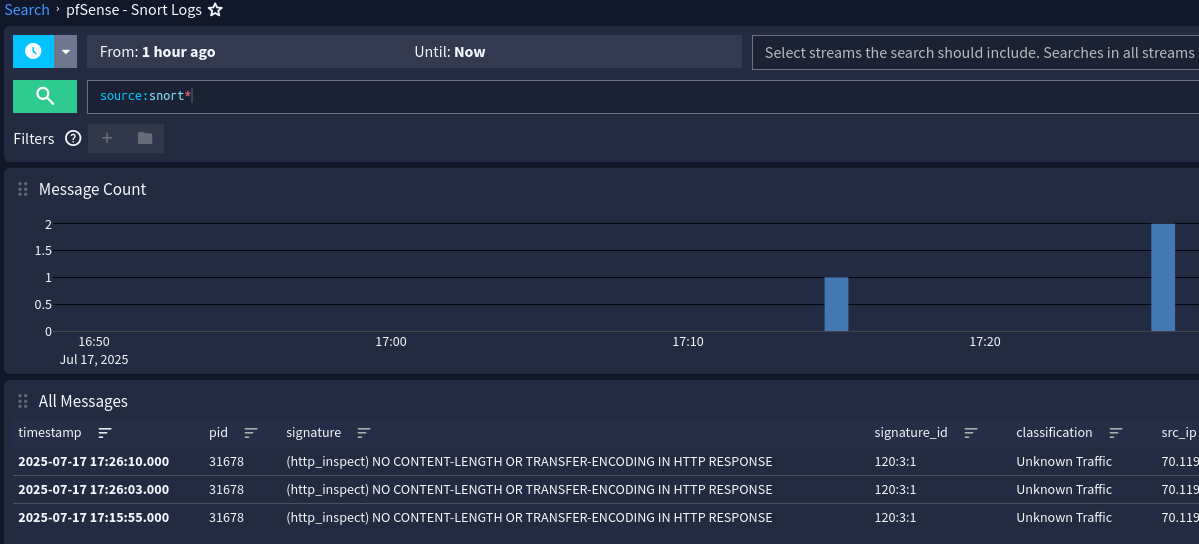 Search › pfSense - Snort Logs
From: 1 hour ago Until: Now Select streams the search should include. Searches in all streams
source:snort*
Filters
Message Count
2
1.5
1
0.5
0
16:50 17:00 17:10 17:20
Jul 17, 2025
All Messages
timestamp pid signature signature_id classification src_ip
2025-07-17 17:26:10.000 31678 (http_inspect) NO CONTENT-LENGTH OR TRANSFER-ENCODING IN HTTP RESPONSE 120:3:1 Unknown Traffic 70.119
2025-07-17 17:26:03.000 31678 (http_inspect) NO CONTENT-LENGTH OR TRANSFER-ENCODING IN HTTP RESPONSE 120:3:1 Unknown Traffic 70.119
2025-07-17 17:15:55.000 31678 (http_inspect) NO CONTENT-LENGTH OR TRANSFER-ENCODING IN HTTP RESPONSE 120:3:1 Unknown Traffic 70.119